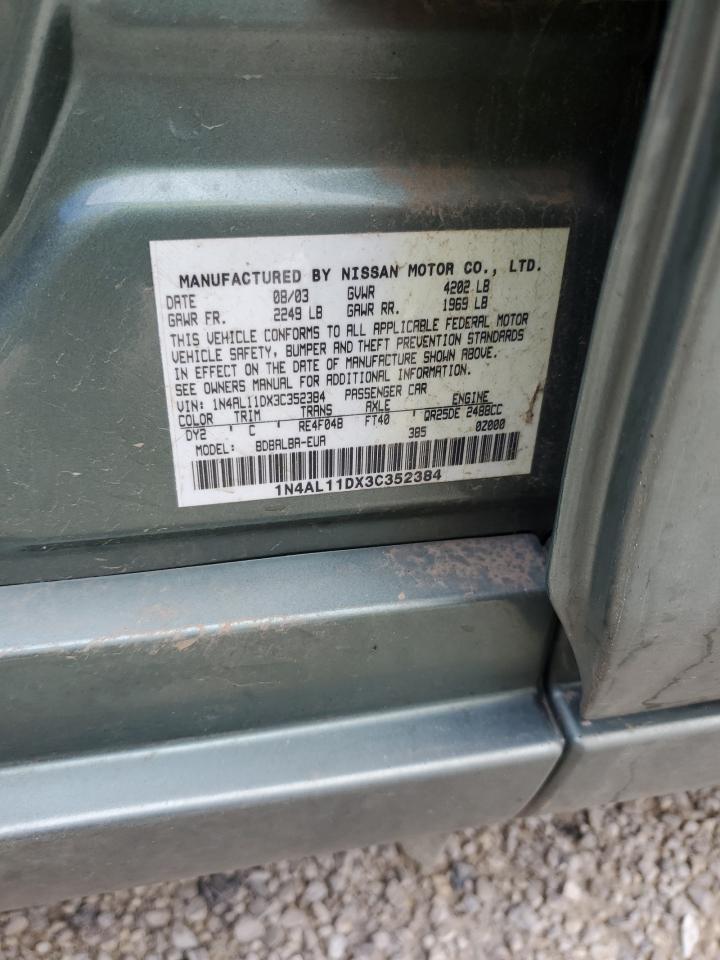 MANUFACTURED BY NISSAN MOTOR CO., LTD.
DATE 08/03 GVWR 4202 LB
GAWR FR. 2249 LB GAWR RR. 1969 LB
THIS VEHICLE CONFORMS TO ALL APPLICABLE FEDERAL MOTOR
VEHICLE SAFETY, BUMPER AND THEFT PREVENTION STANDARDS
IN EFFECT ON THE DATE OF MANUFACTURE SHOWN ABOVE.
SEE OWNERS MANUAL FOR ADDITIONAL INFORMATION.
VIN: 1N4AL11DX3C352384 PASSENGER CAR
COLOR TRIM TRANS AXLE ENGINE
DY2 C RE4F04B FT40 QR25DE 2488CC
MODEL: BDBALBA-EUA 385 02000
1N4AL11DX3C352384